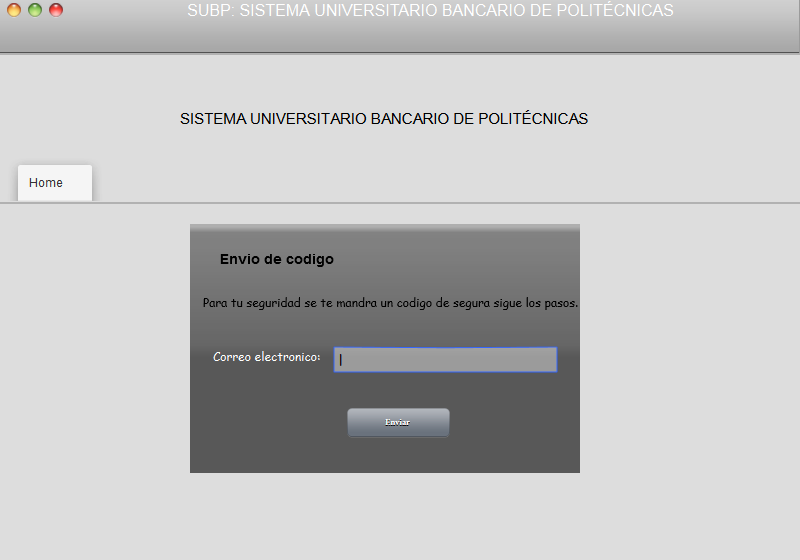 SUBP: SISTEMA UNIVERSITARIO BANCARIO DE POLITÉCNICAS
SISTEMA UNIVERSITARIO BANCARIO DE POLITÉCNICAS
Home
Envio de codigo
Para tu seguridad se te mandra un codigo de segura sigue los pasos.
Correo electronico:
Enviar